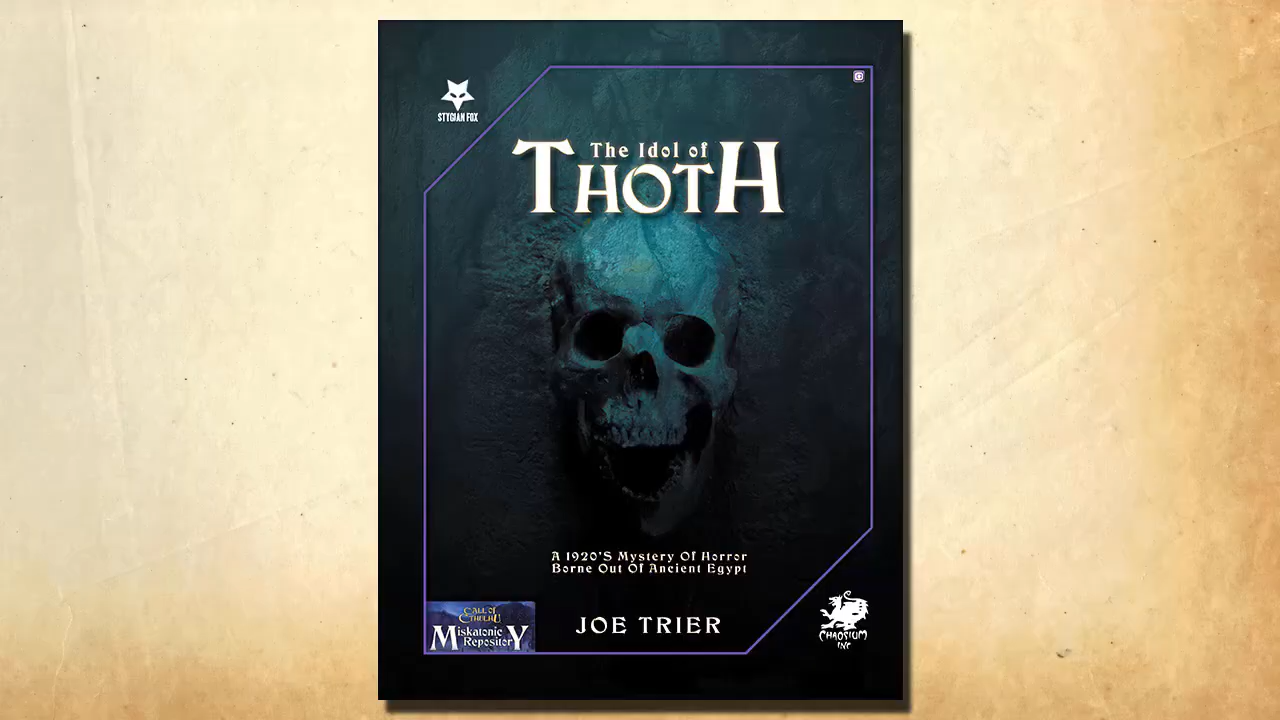 STYGIAN FOX
The Idol of
THOTH
A 1920'S Mystery Of Horror
Borne Out Of Ancient Egypt
CALL of
CTHULHU
Miskatonic
RepositorY
JOE TRIER
CHAOSIUM
INC